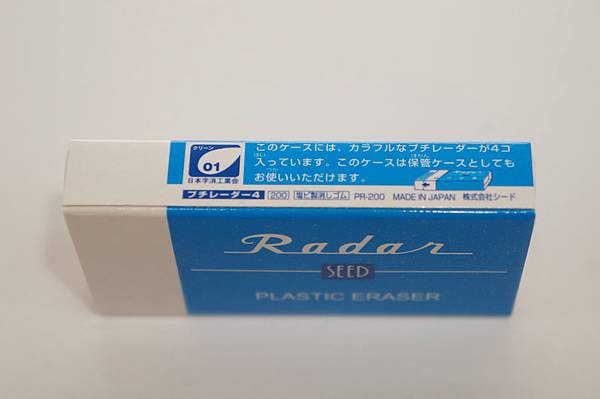 クリーン
01
日本字消工業会
このケースには、カラフルなプチレーダーが4コ
入っています。このケースは保管ケースとしても
お使いいただけます。
プチレーダー4 200 塩ビ製消しゴム PR-200 MADE IN JAPAN 株式会社シード
Radar
SEED
PLASTIC ERASER